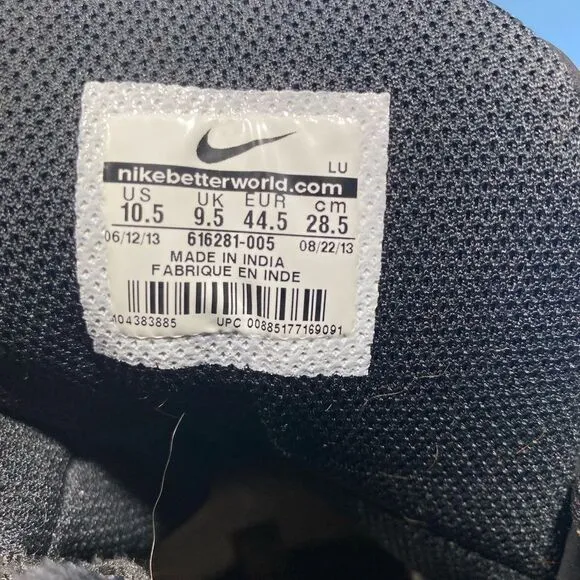 LU
nikebetterworld.com
US UK EUR cm
10.5 9.5 44.5 28.5
06/12/13 616281-005 08/22/13
MADE IN INDIA
FABRIQUE EN INDE
A04383885 UPC 00885177169091